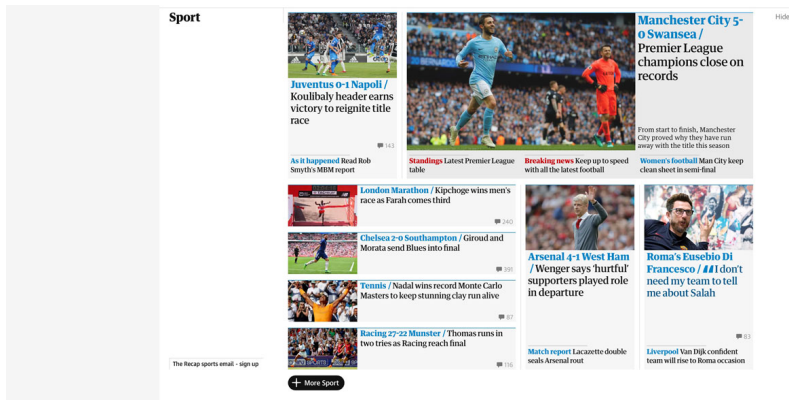 Sport
Hide
Juventus 0-1 Napoli /
Koulibaly header earns
victory to reignite title
race
143
As it happened Read Rob
Smyth's MBM report
Manchester City 5-
0 Swansea /
Premier League
champions close on
records
From start to finish, Manchester
City proved why they have run
away with the title this season
Standings Latest Premier League
table
Breaking news Keep up to speed
with all the latest football
Women's football Man City keep
clean sheet in semi-final
London Marathon / Kipchoge wins men's
race as Farah comes third
240
Chelsea 2-0 Southampton / Giroud and
Morata send Blues into final
391
Tennis / Nadal wins record Monte Carlo
Masters to keep stunning clay run alive
87
Racing 27-22 Munster / Thomas runs in
two tries as Racing reach final
116
Arsenal 4-1 West Ham
/ Wenger says 'hurtful'
supporters played role
in departure
Match report Lacazette double
seals Arsenal rout
Roma's Eusebio Di
Francesco / “I don't
need my team to tell
me about Salah
83
Liverpool Van Dijk confident
team will rise to Roma occasion
The Recap sports email - sign up
+ More Sport